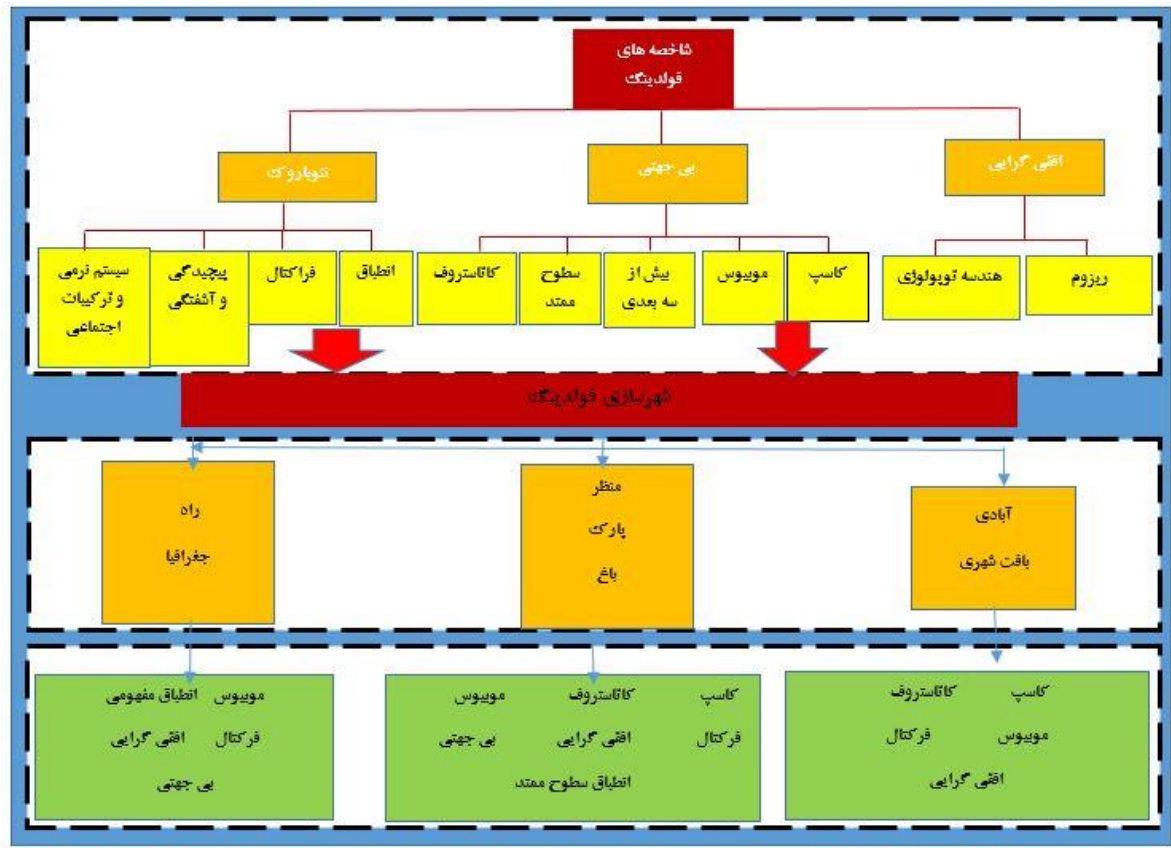 شاخصه های
فولدینگ
افقی گرایی
بی جهتی
نئوباروک
ریزوم
هندسه توپولوژی
کاسپ
موبیوس
بیش از
سه بعدی
سطوح
ممتد
کاتاستروف
انطباق
فراکتال
پیچیدگی
و آشفتگی
سیستم نرمی
و ترکیبات
اجتماعی
شهرسازی فولدینگ
آبادی
بافت شهری
منظر
پارک
باغ
راه
جغرافیا
کاسپ کاتاستروف
موبیوس فرکتال
افقی گرایی
کاسپ کاتاستروف موبیوس
فرکتال افقی گرایی بی جهتی
انطباق سطوح ممتد
موبیوس انطباق مفهومی
فرکتال افقی گرایی
بی جهتی